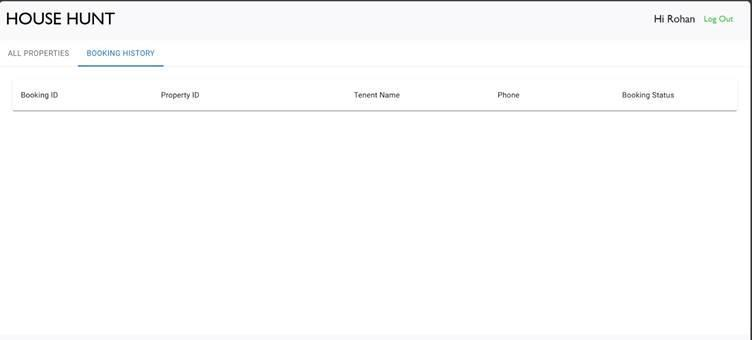 HOUSE HUNT
Hi Rohan Log Out
ALL PROPERTIES BOOKING HISTORY
Booking ID Property ID Tenent Name Phone Booking Status